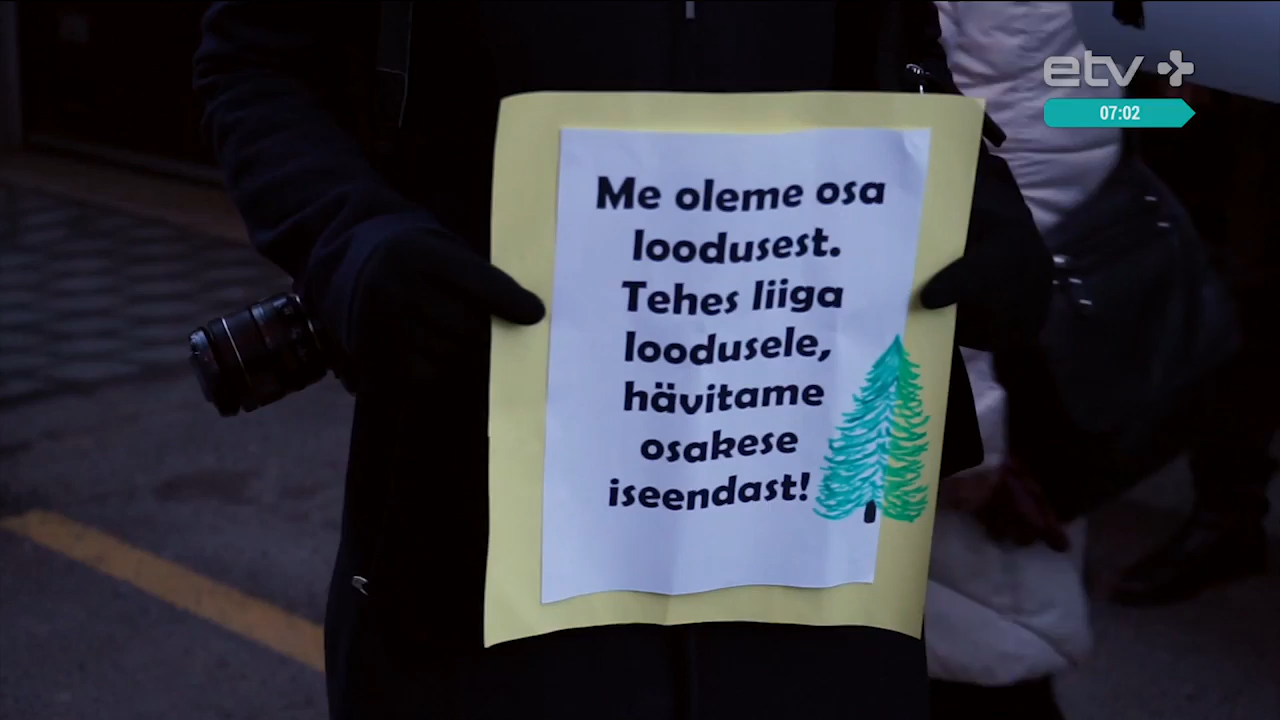 etv+
07:02
Me oleme osa
loodusest.
Tehes liiga
loodusele,
hävitame
osakese
iseendast!